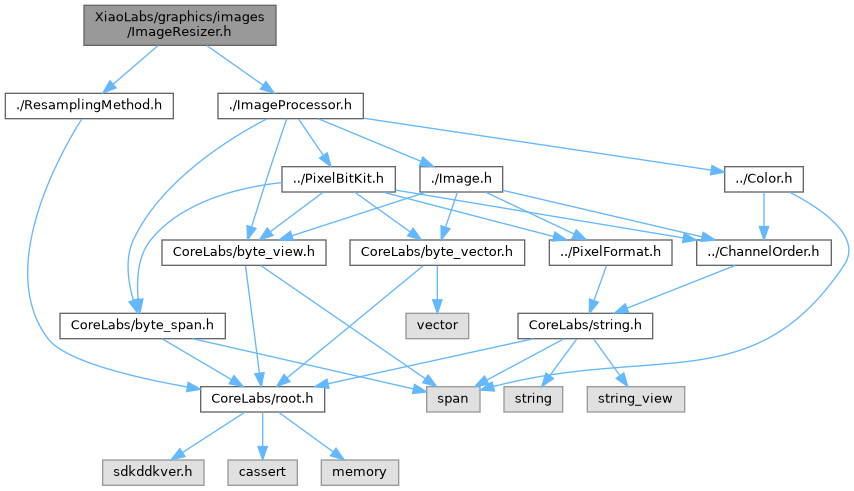 XiaoLabs/graphics/images
/ImageResizer.h
./ResamplingMethod.h
./ImageProcessor.h
../PixelBitKit.h
./Image.h
../Color.h
CoreLabs/byte_view.h
CoreLabs/byte_vector.h
../PixelFormat.h
../ChannelOrder.h
CoreLabs/byte_span.h
vector
CoreLabs/string.h
CoreLabs/root.h
span
string
string_view
sdkddkver.h
cassert
memory